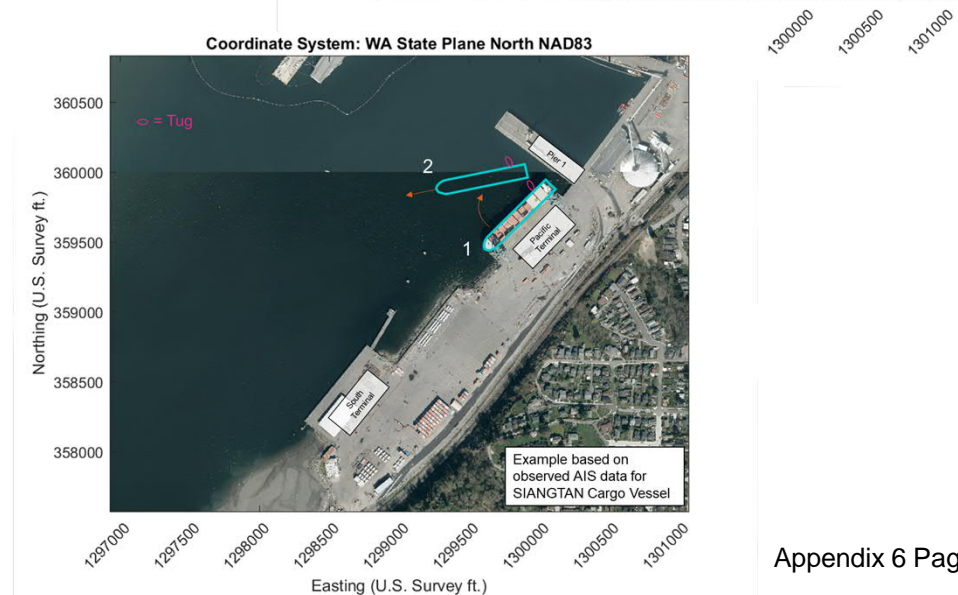 1300000
1300500
1301000
Coordinate System: WA State Plane North NAD83
360500
360000
359500
359000
358500
358000
Northing (U.S. Survey ft.)
= Tug
2
1
Pier 1
Pacific
Terminal
South
Terminal
Example based on
observed AIS data for
SIANGTAN Cargo Vessel
1297000
1297500
1298000
1298500
1299000
1299500
1300000
1300500
1301000
Easting (U.S. Survey ft.)
Appendix 6 Pag